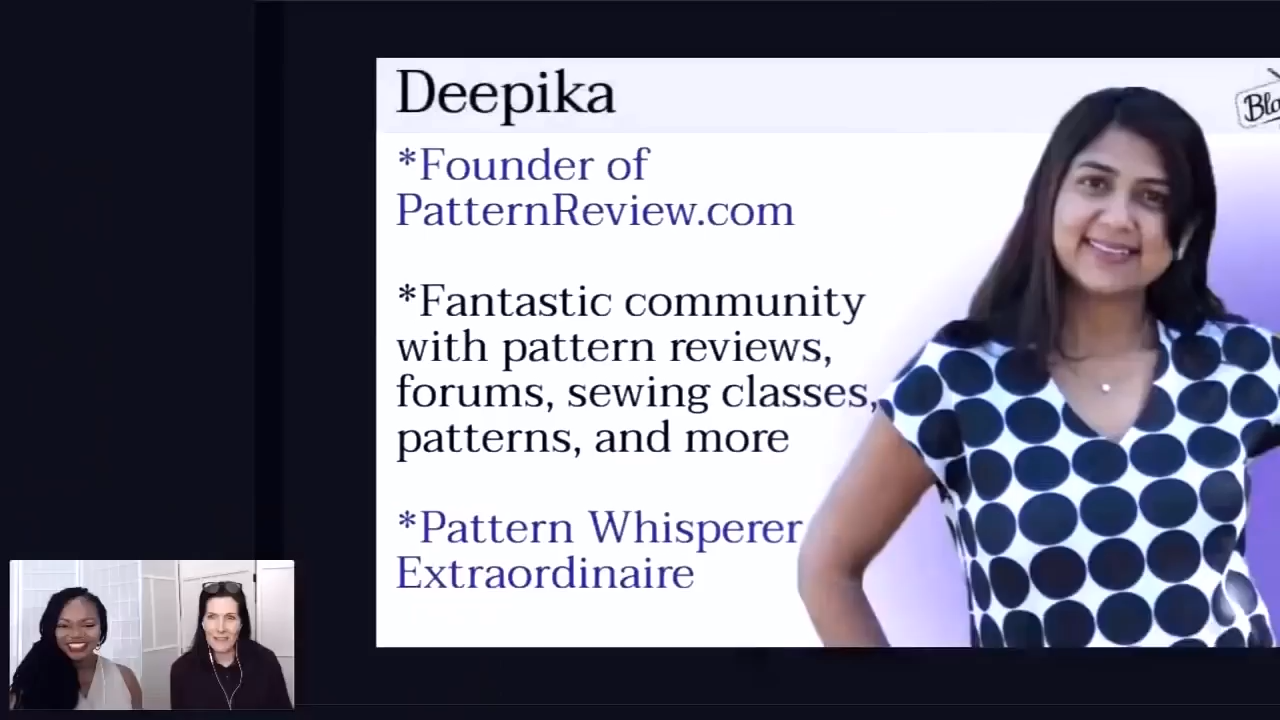 Deepika
*Founder of
PatternReview.com
*Fantastic community
with pattern reviews,
forums, sewing classes,
patterns, and more
*Pattern Whisperer
Extraordinaire